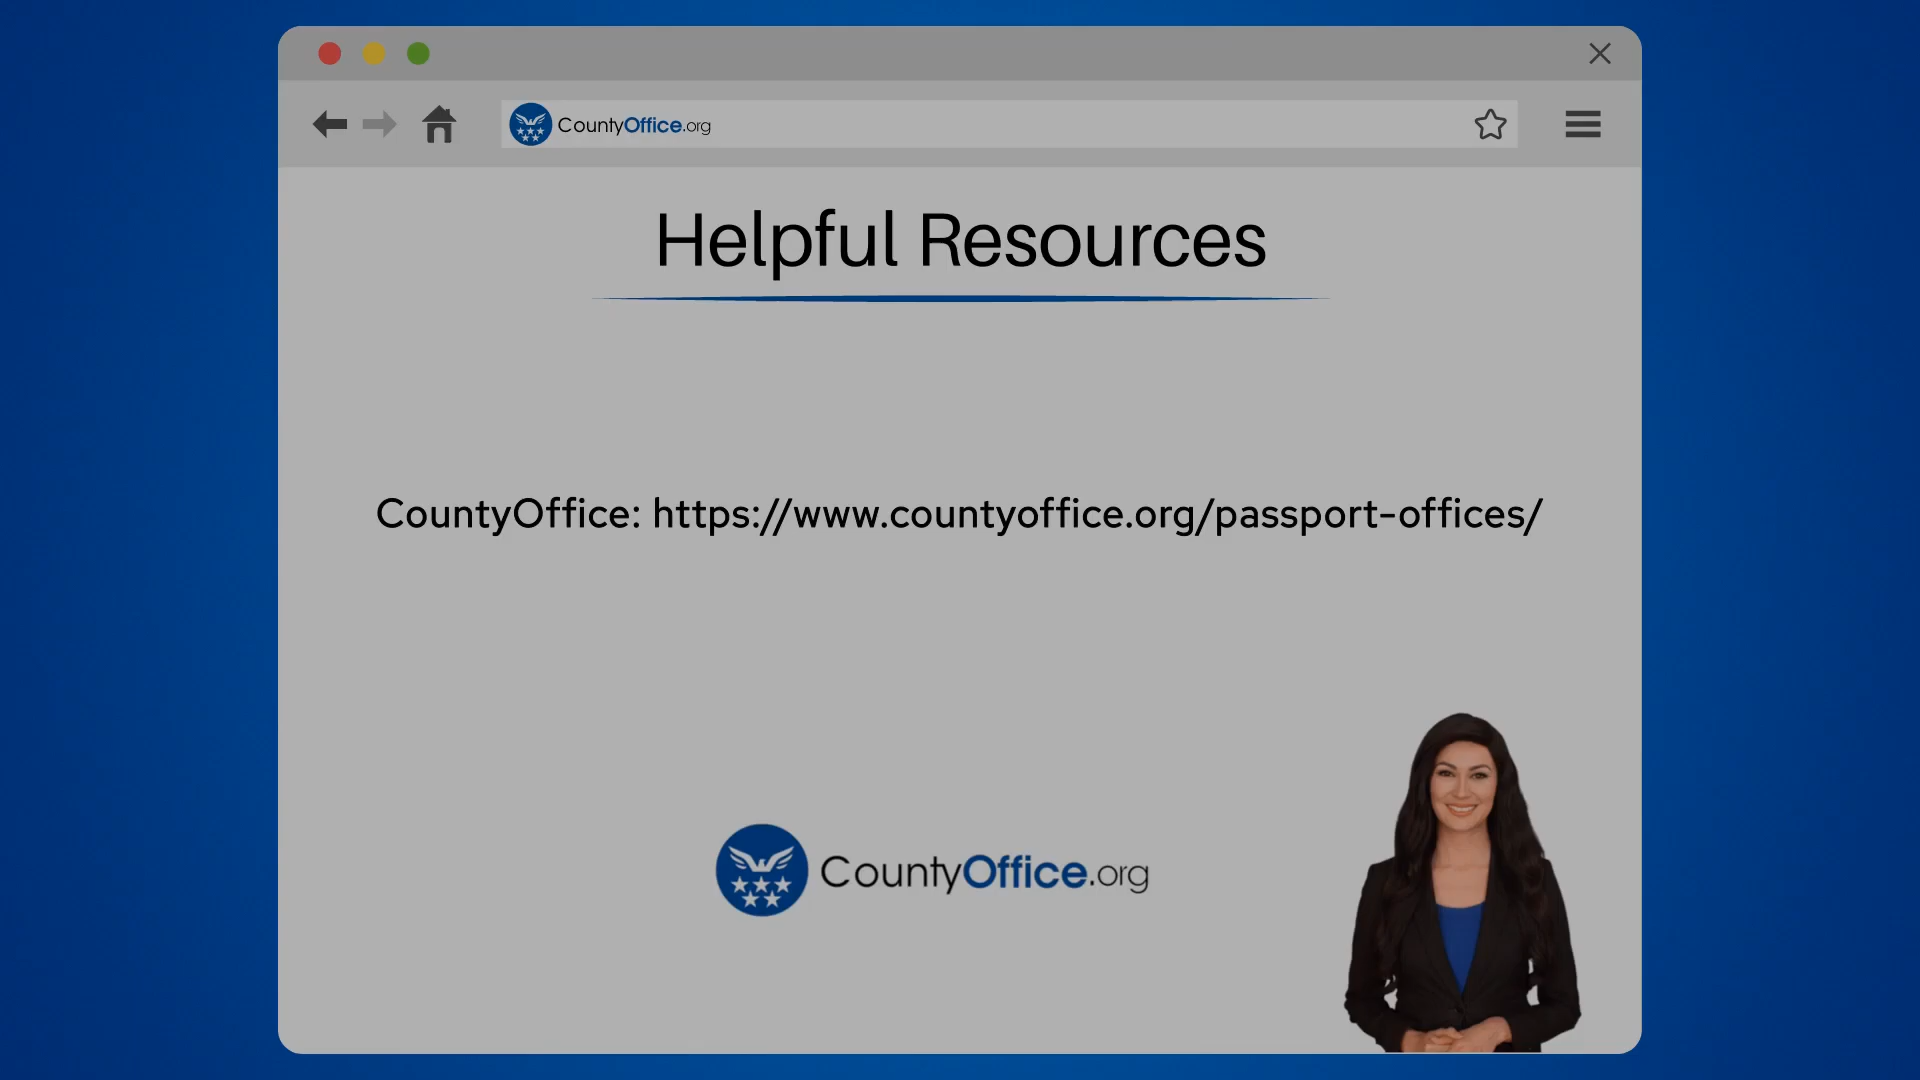 CountyOffice.org
Helpful Resources
CountyOffice: https://www.countyoffice.org/passport-offices/
CountyOffice.org